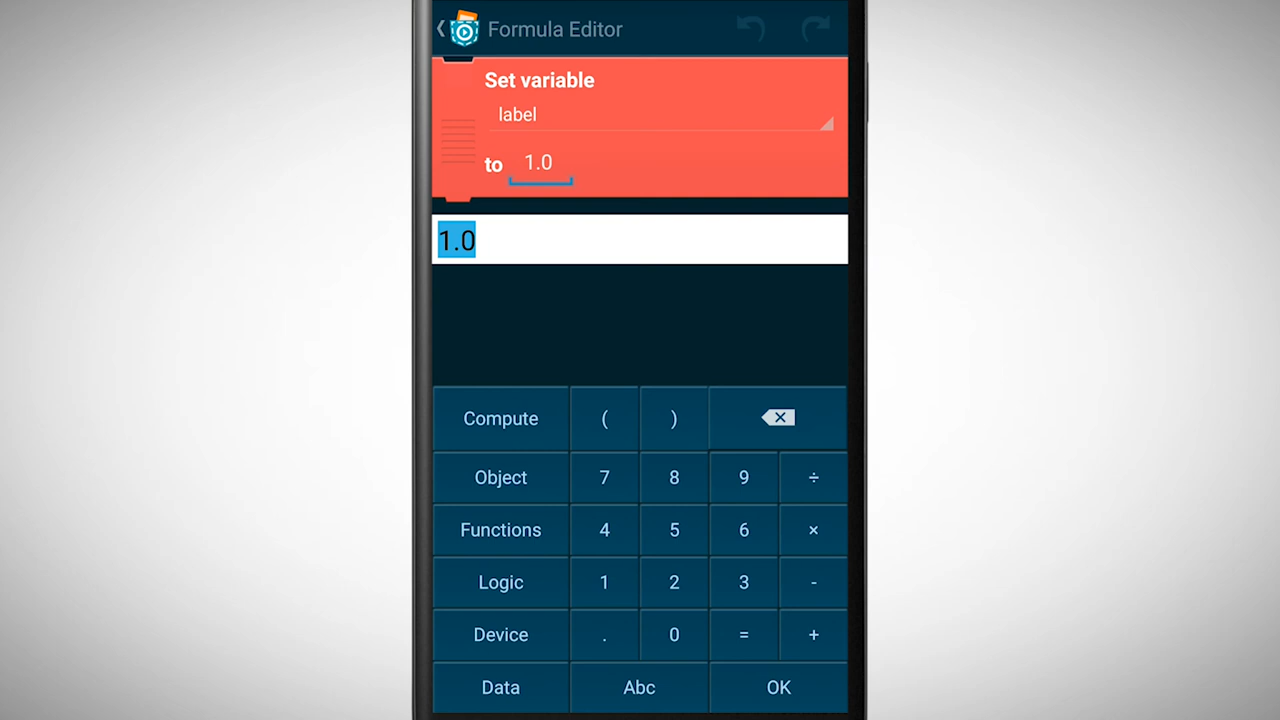 Formula Editor
Set variable
label
to 1.0
1.0
Compute ( )
Object 7 8 9 ÷
Functions 4 5 6 ×
Logic 1 2 3 -
Device . 0 = +
Data Abc OK